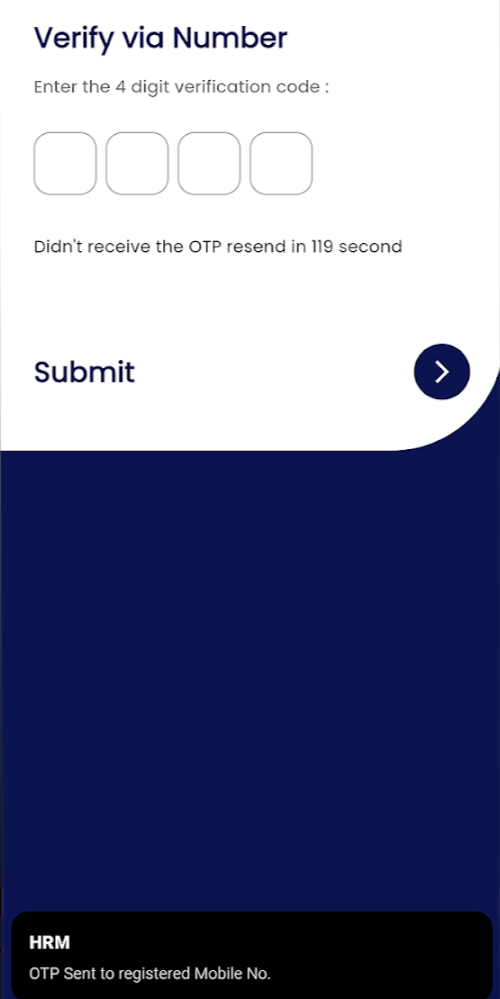 Verify via Number
Enter the 4 digit verification code :
Didn't receive the OTP resend in 119 second
Submit
HRM
OTP Sent to registered Mobile No.